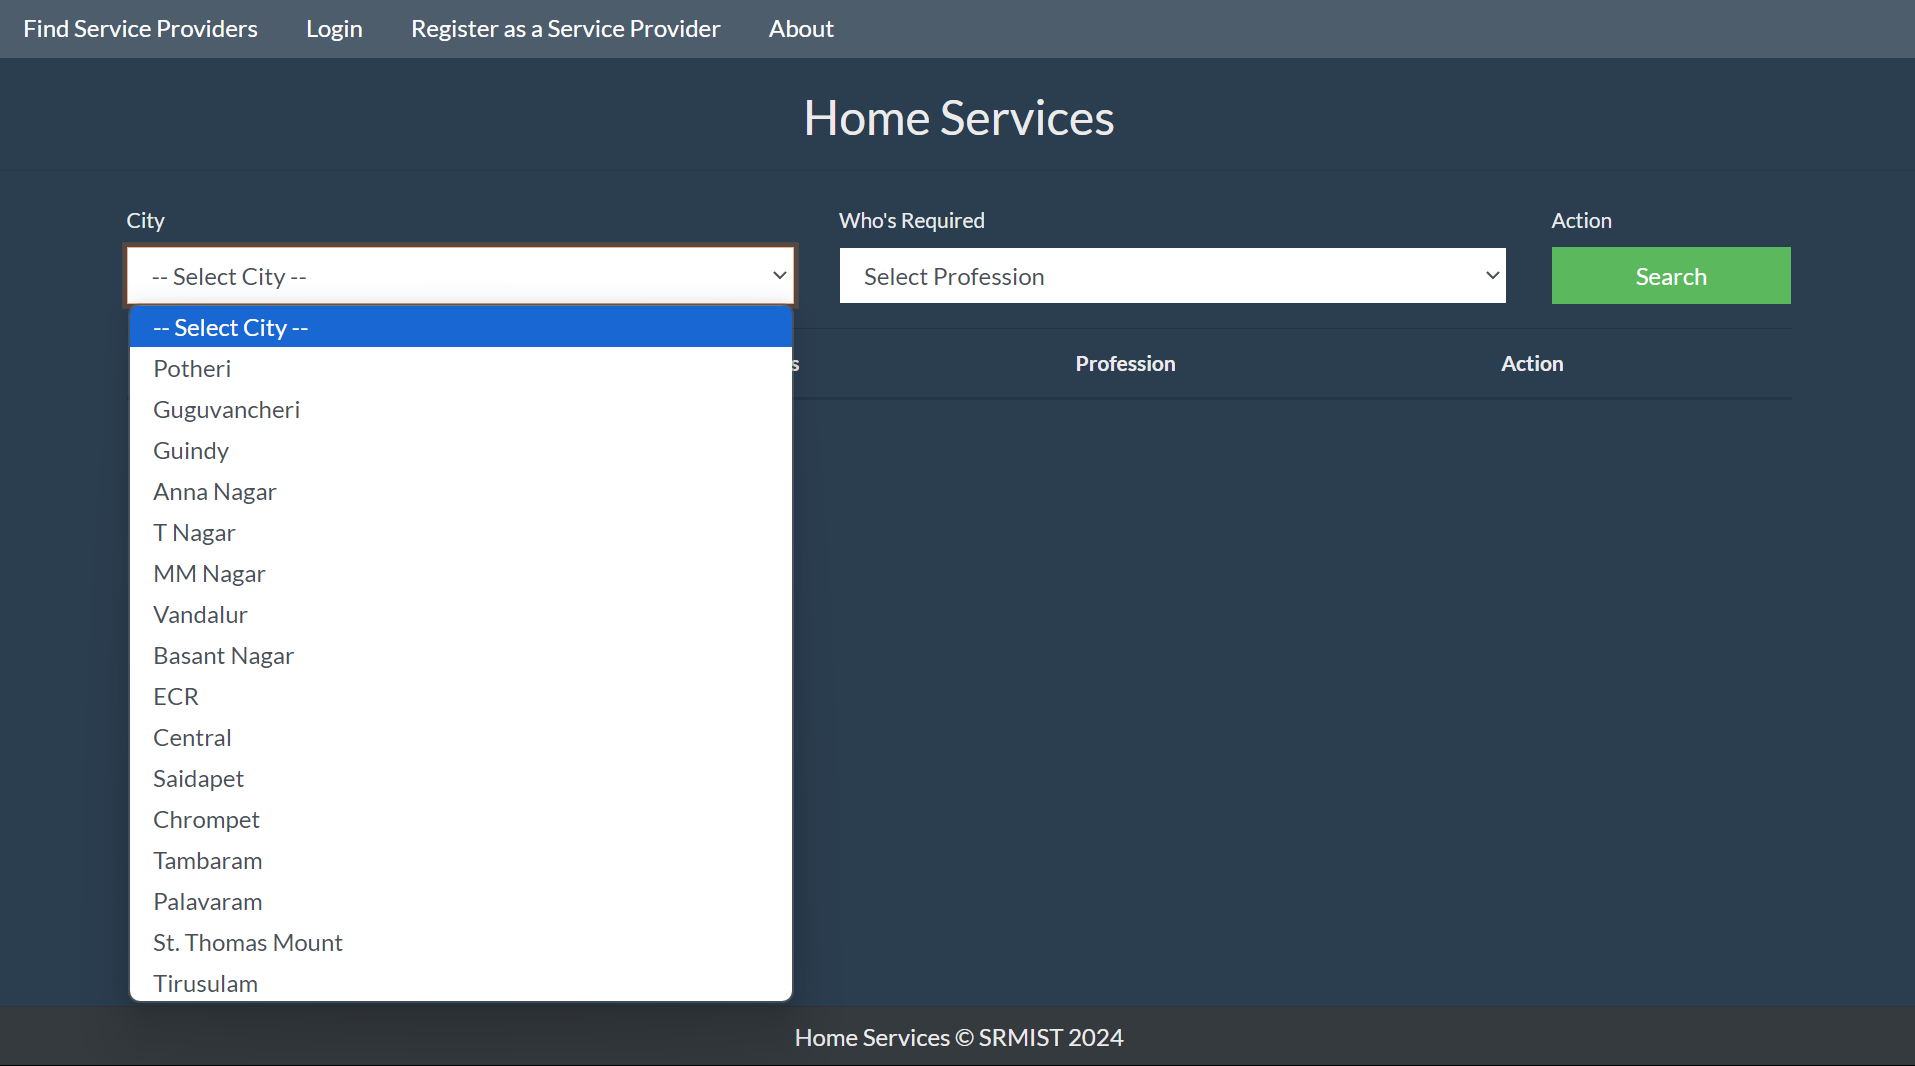 Find Service Providers Login Register as a Service Provider About
Home Services
City Who's Required Action
-- Select City -- Select Profession Search
-- Select City --
Profession Action
Potheri
Guguvancheri
Guindy
Anna Nagar
T Nagar
MM Nagar
Vandalur
Basant Nagar
ECR
Central
Saidapet
Chrompet
Tambaram
Palavaram
St. Thomas Mount
Tirusulam
Home Services © SRMIST 2024